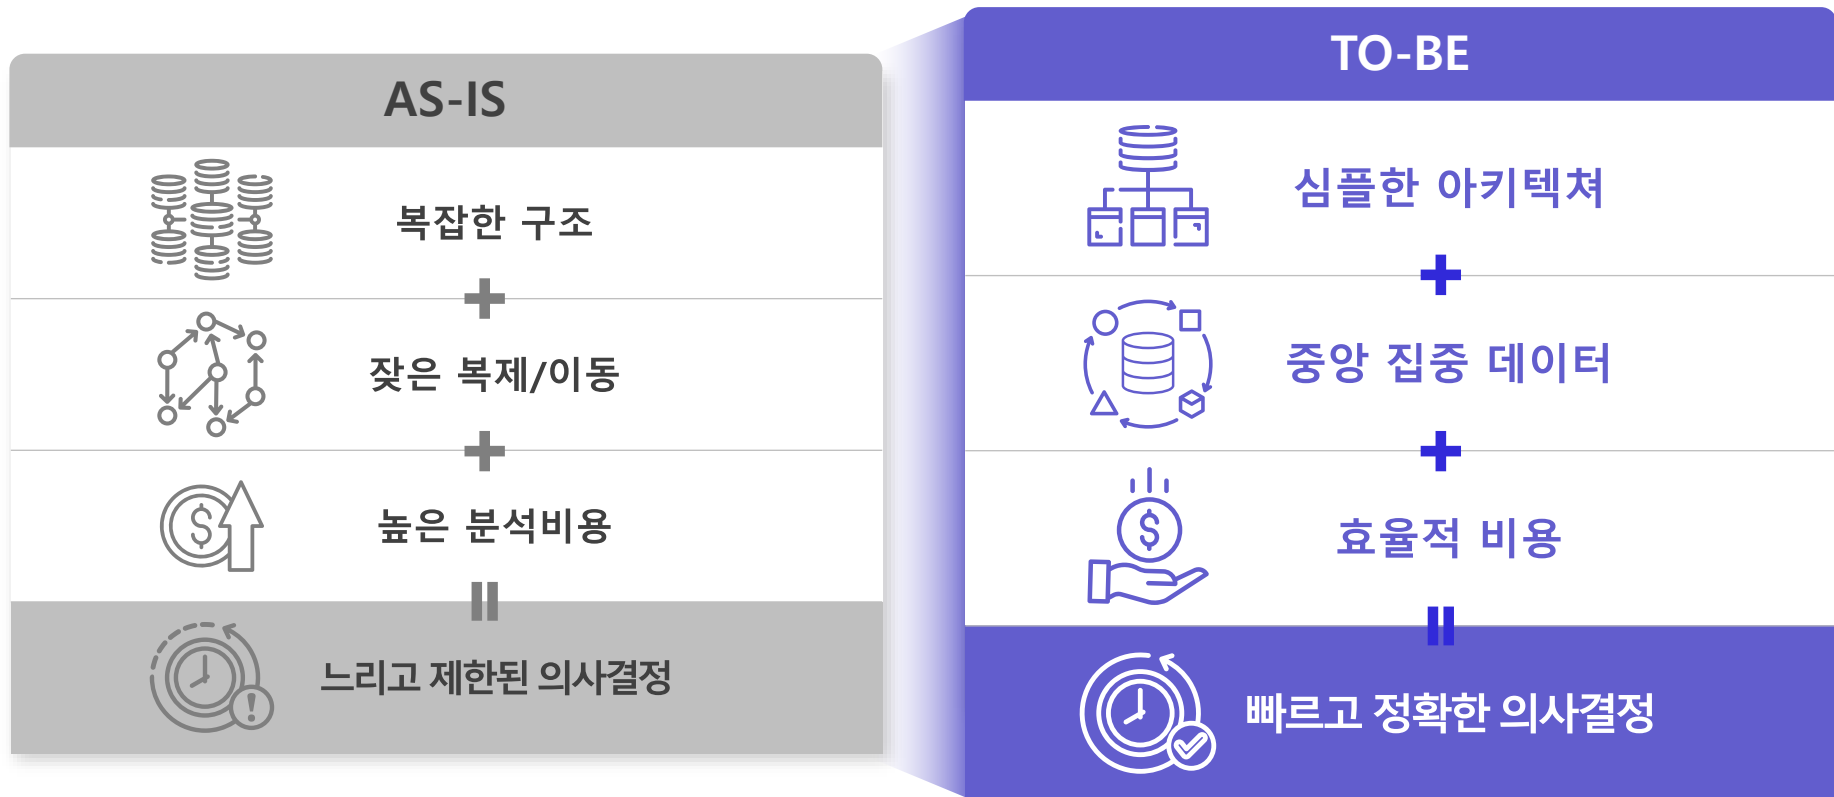 AS-IS
복잡한 구조
잦은 복제/이동
높은 분석비용
느리고 제한된 의사결정
TO-BE
심플한 아키텍쳐
중앙 집중 데이터
효율적 비용
빠르고 정확한 의사결정